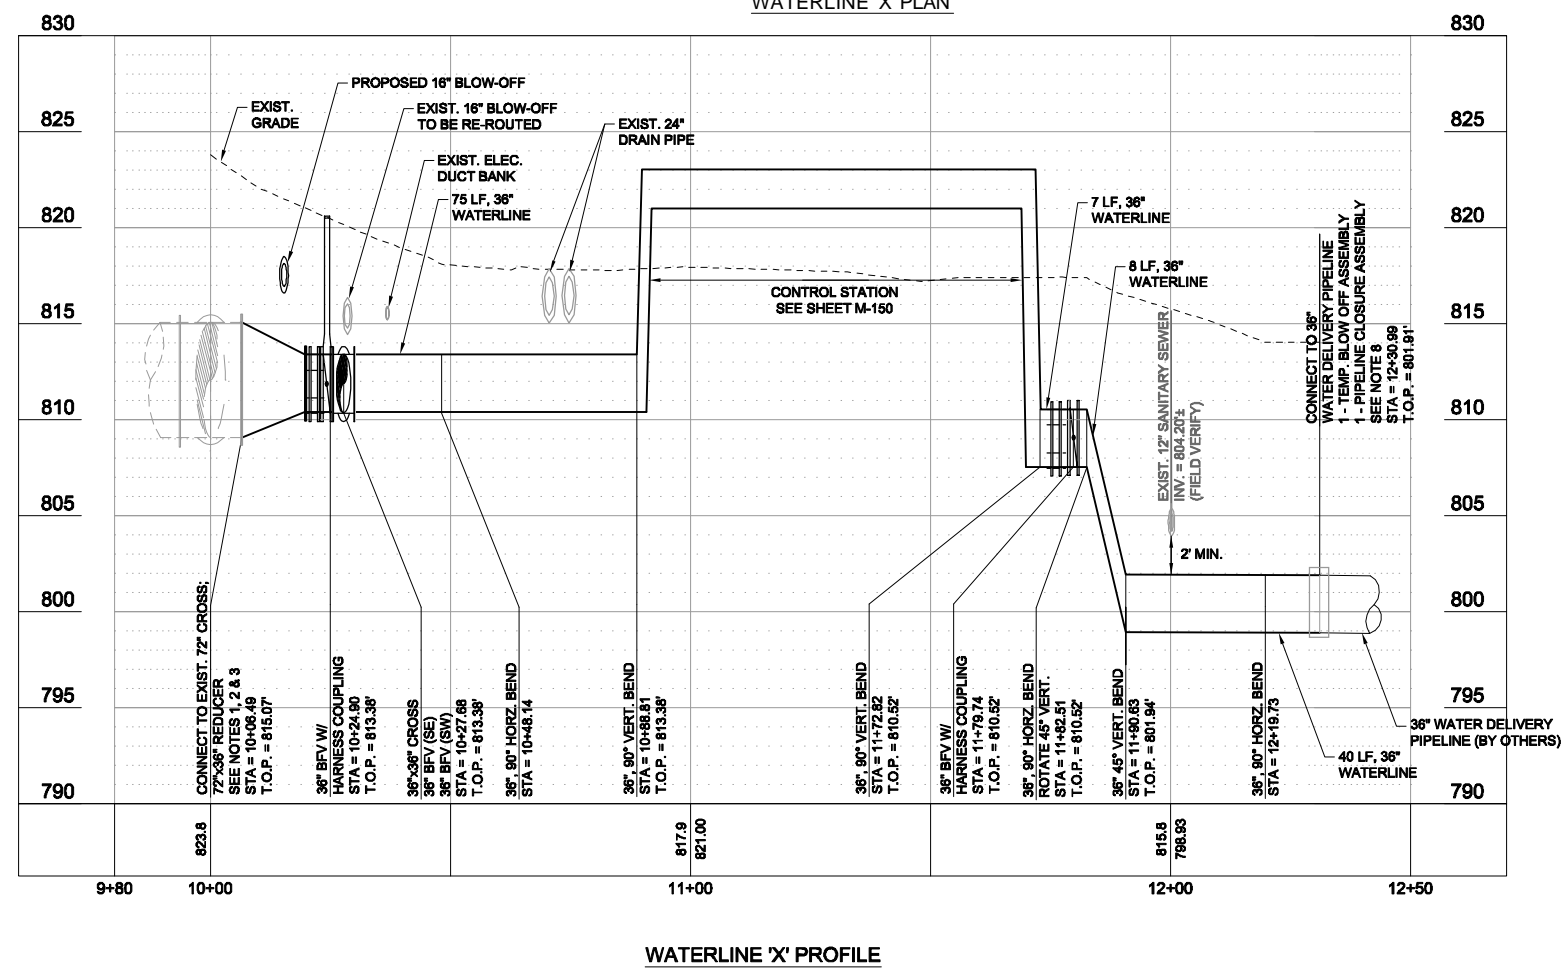 WATERLINE 'X' PLAN
830
830
PROPOSED 16" BLOW-OFF
EXIST.
GRADE
EXIST. 16" BLOW-OFF
TO BE RE-ROUTED
EXIST. 24"
DRAIN PIPE
825
825
EXIST. ELEC.
DUCT BANK
75 LF, 36"
WATERLINE
7 LF, 36"
WATERLINE
820
820
8 LF, 36"
WATERLINE
CONTROL STATION
SEE SHEET M-150
815
815
CONNECT TO 36"
WATER DELIVERY PIPELINE
1 - TEMP. BLOW OFF ASSEMBLY
1 - PIPELINE CLOSURE ASSEMBLY
SEE NOTE 8
STA = 12+30.99
T.O.P. = 801.91'
810
810
EXIST. 12" SANITARY SEWER
INV. = 804.20'±
(FIELD VERIFY)
805
805
2' MIN.
800
800
CONNECT TO EXIST. 72" CROSS;
72"x36" REDUCER
SEE NOTES 1, 2 & 3
STA = 10+06.49
T.O.P. = 815.07'
36" BFV W/
HARNESS COUPLING
STA = 10+24.90
T.O.P. = 813.38'
36"x36" CROSS
36" BFV (SE)
36" BFV (SW)
STA = 10+27.68
T.O.P. = 813.38'
36", 90° HORZ. BEND
STA = 10+48.14
36", 90° VERT. BEND
STA = 10+88.81
T.O.P. = 813.38'
36", 90° VERT. BEND
STA = 11+72.82
T.O.P. = 810.52'
36" BFV W/
HARNESS COUPLING
STA = 11+79.74
T.O.P. = 810.52'
36", 90° HORZ. BEND
ROTATE 45° VERT.
STA = 11+82.51
T.O.P. = 810.52'
36" 45° VERT. BEND
STA = 11+90.63
T.O.P. = 801.94'
36", 90° HORZ. BEND
STA = 12+19.73
795
795
36" WATER DELIVERY
PIPELINE (BY OTHERS)
40 LF, 36"
WATERLINE
790
790
823.8
817.9
821.00
815.8
798.93
9+80
10+00
11+00
12+00
12+50
WATERLINE 'X' PROFILE